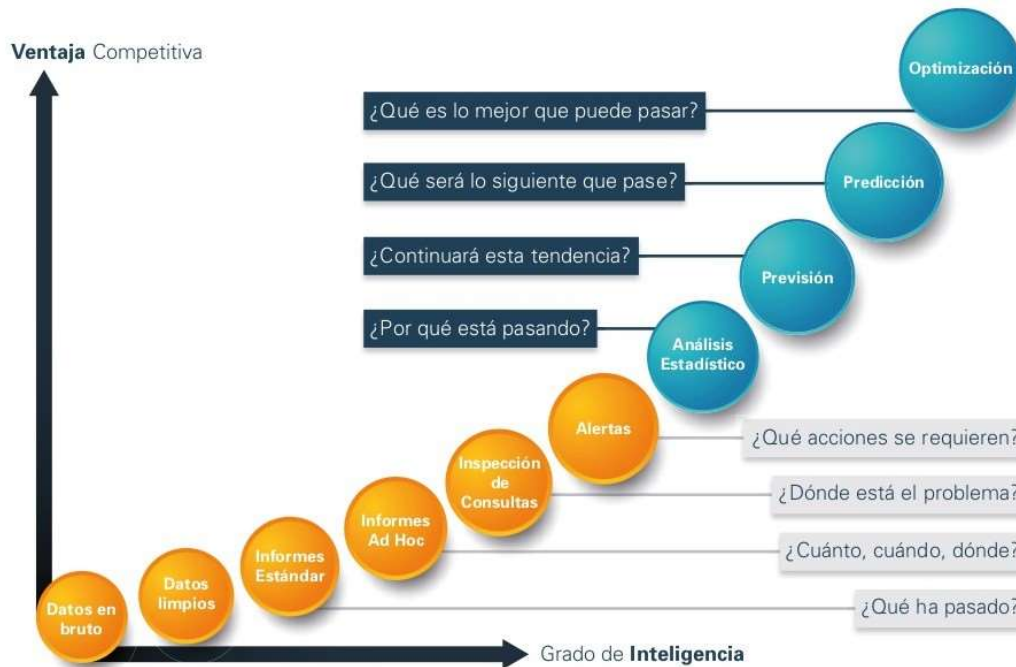 Ventaja Competitiva
Optimización
¿Qué es lo mejor que puede pasar?
Predicción
¿Qué será lo siguiente que pase?
Previsión
¿Continuará esta tendencia?
Análisis
Estadístico
¿Por qué está pasando?
Alertas
¿Qué acciones se requieren?
Inspección
de
Consultas
¿Dónde está el problema?
Informes
Ad Hoc
¿Cuánto, cuándo, dónde?
Informes
Estándar
¿Qué ha pasado?
Datos
limpios
Datos en
bruto
Grado de Inteligencia